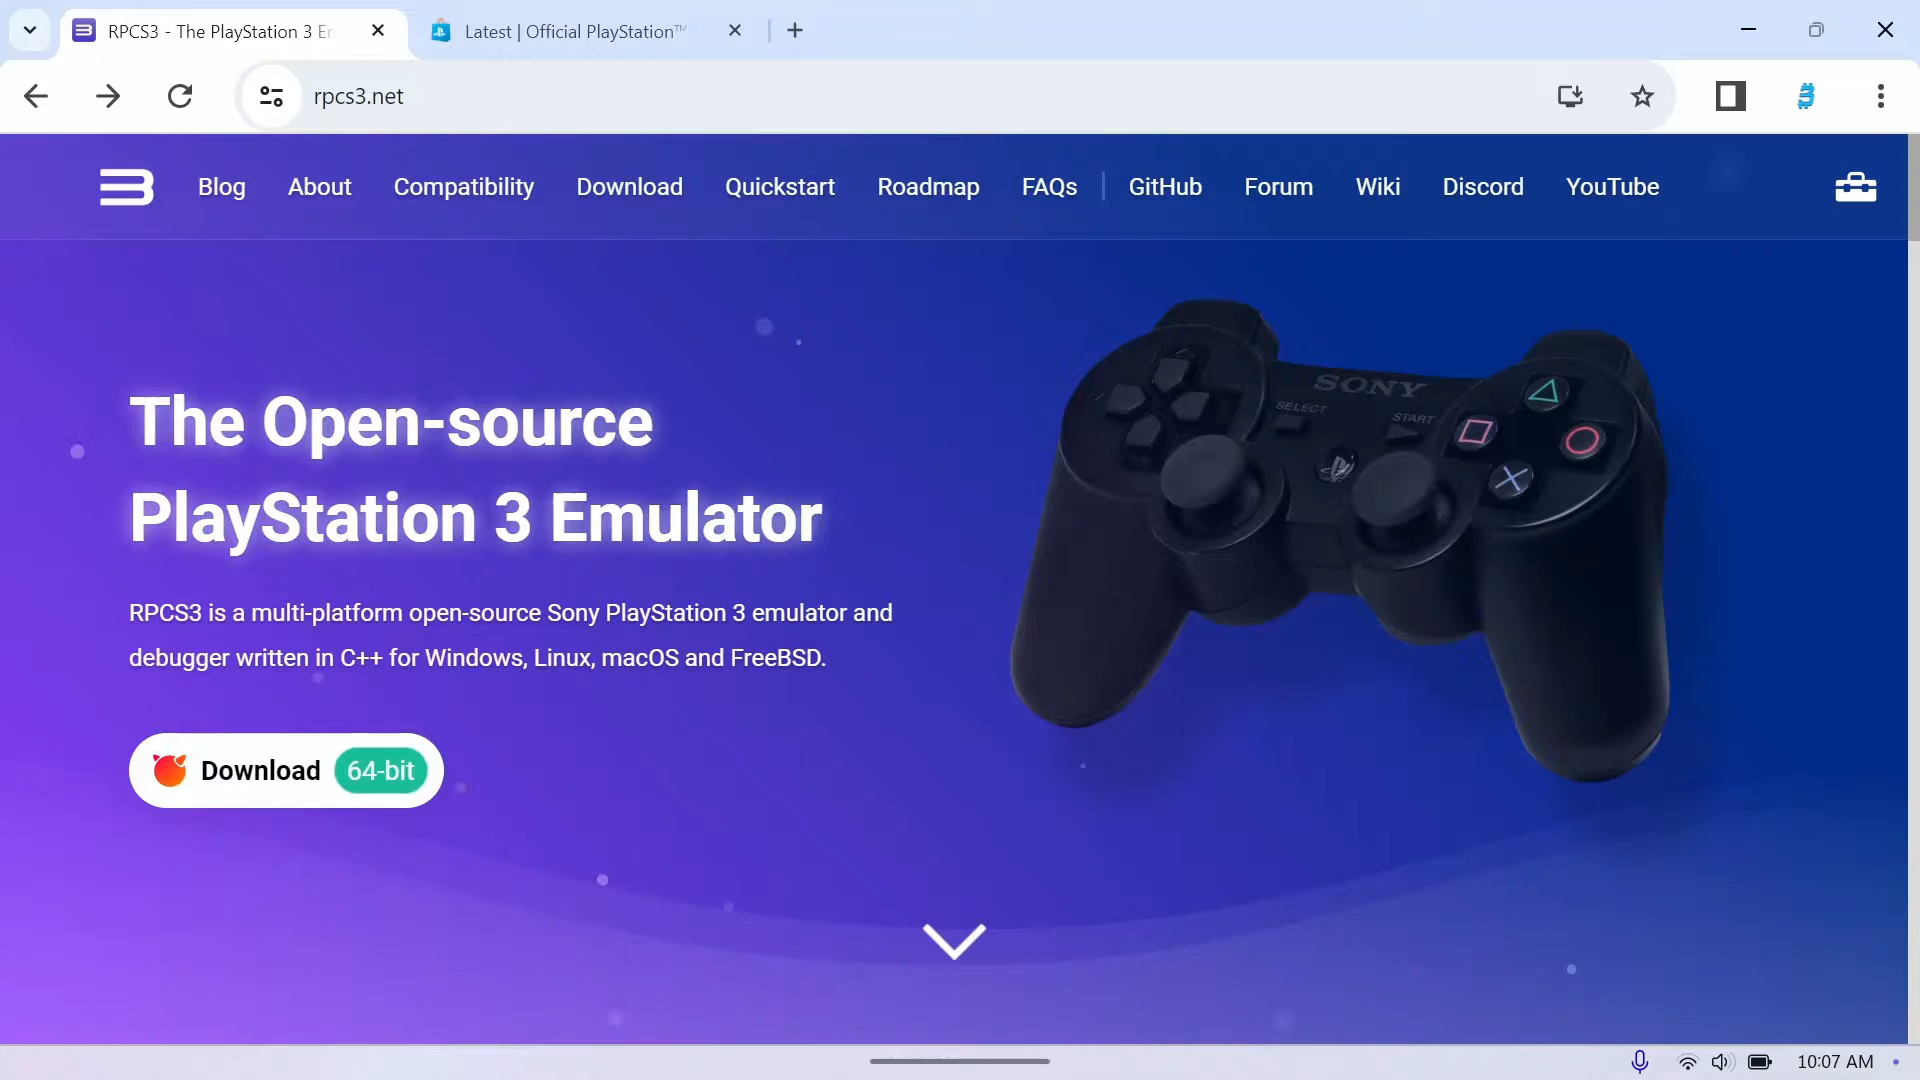 RPCS3 - The PlayStation 3 En
Latest | Official PlayStation™
rpcs3.net
Blog
About
Compatibility
Download
Quickstart
Roadmap
FAQs
GitHub
Forum
Wiki
Discord
YouTube
The Open-source
PlayStation 3 Emulator
RPCS3 is a multi-platform open-source Sony PlayStation 3 emulator and
debugger written in C++ for Windows, Linux, macOS and FreeBSD.
Download 64-bit
SONY
SELECT
START
10:07 AM